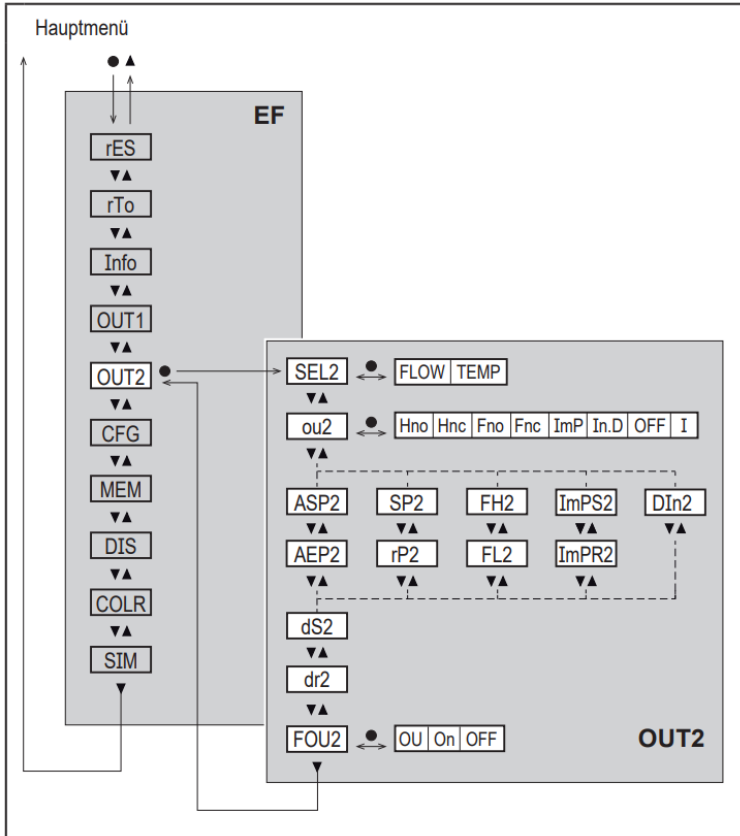 Hauptmenü
EF
rES
rTo
Info
OUT1
OUT2
CFG
MEM
DIS
COLR
SIM
SEL2 FLOW TEMP
ou2 Hno Hnc Fno Fnc ImP In.D OFF I
ASP2 SP2 FH2 ImPS2 DIn2
AEP2 rP2 FL2 ImPR2
dS2
dr2
FOU2 OU On OFF
OUT2